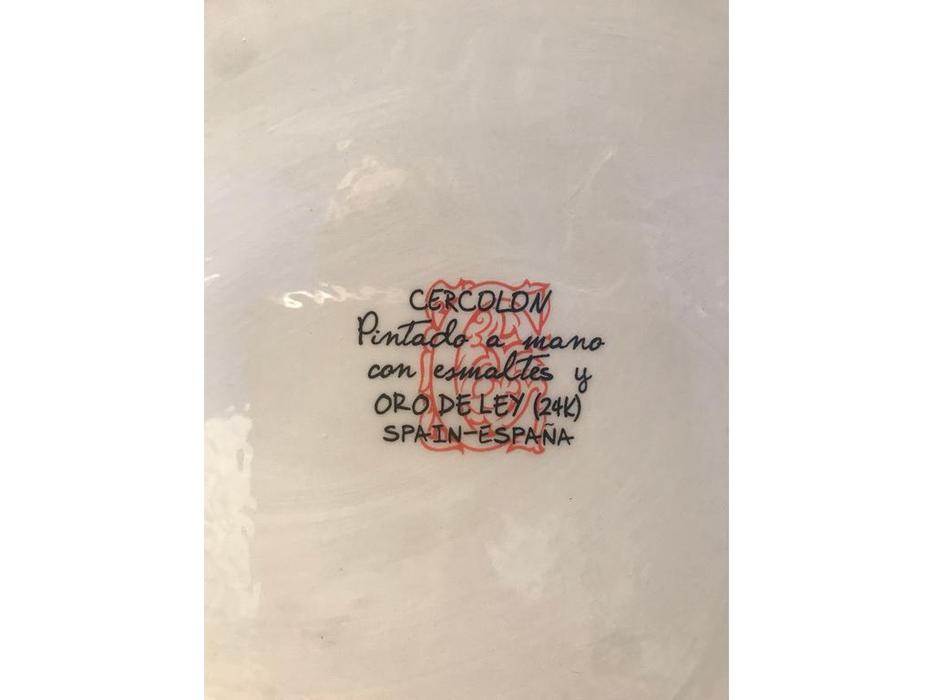 CERCOLON
Pintado a mano
con esmaltes y
ORO DE LEY (24K)
SPAIN-ESPAÑA